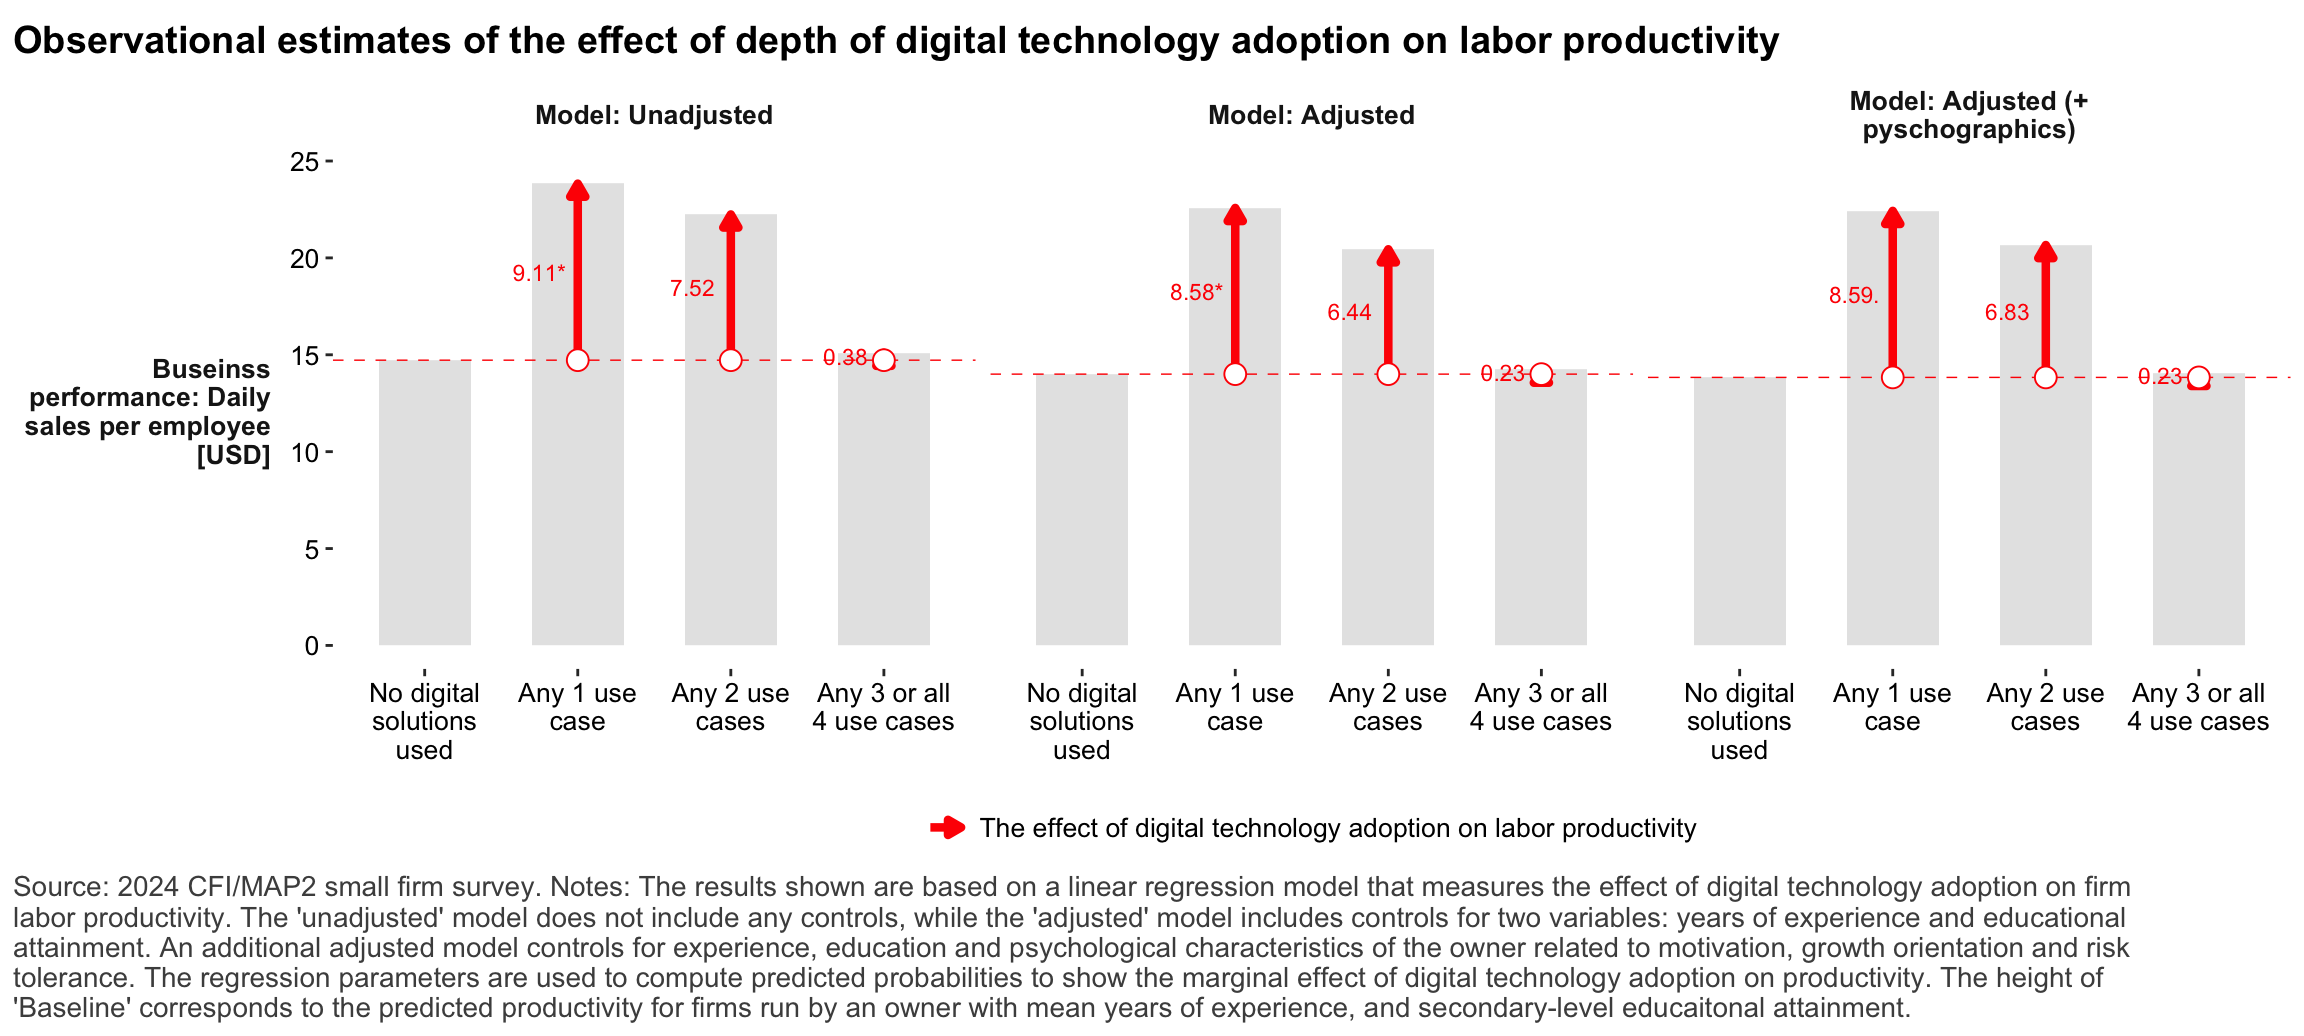 Observational estimates of the effect of depth of digital technology adoption on labor productivity
Model: Unadjusted
Model: Adjusted
Model: Adjusted (+
pyschographics)
Buseinss
performance: Daily
sales per employee
[USD]
25
20
15
10
5
0
9.11*
7.52
0.38
8.58*
6.44
0.23
8.59.
6.83
0.23
No digital
solutions
used
Any 1 use
case
Any 2 use
cases
Any 3 or all
4 use cases
No digital
solutions
used
Any 1 use
case
Any 2 use
cases
Any 3 or all
4 use cases
No digital
solutions
used
Any 1 use
case
Any 2 use
cases
Any 3 or all
4 use cases
The effect of digital technology adoption on labor productivity
Source: 2024 CFI/MAP2 small firm survey. Notes: The results shown are based on a linear regression model that measures the effect of digital technology adoption on firm
labor productivity. The 'unadjusted' model does not include any controls, while the 'adjusted' model includes controls for two variables: years of experience and educational
attainment. An additional adjusted model controls for experience, education and psychological characteristics of the owner related to motivation, growth orientation and risk
tolerance. The regression parameters are used to compute predicted probabilities to show the marginal effect of digital technology adoption on productivity. The height of
'Baseline' corresponds to the predicted productivity for firms run by an owner with mean years of experience, and secondary-level educaitonal attainment.